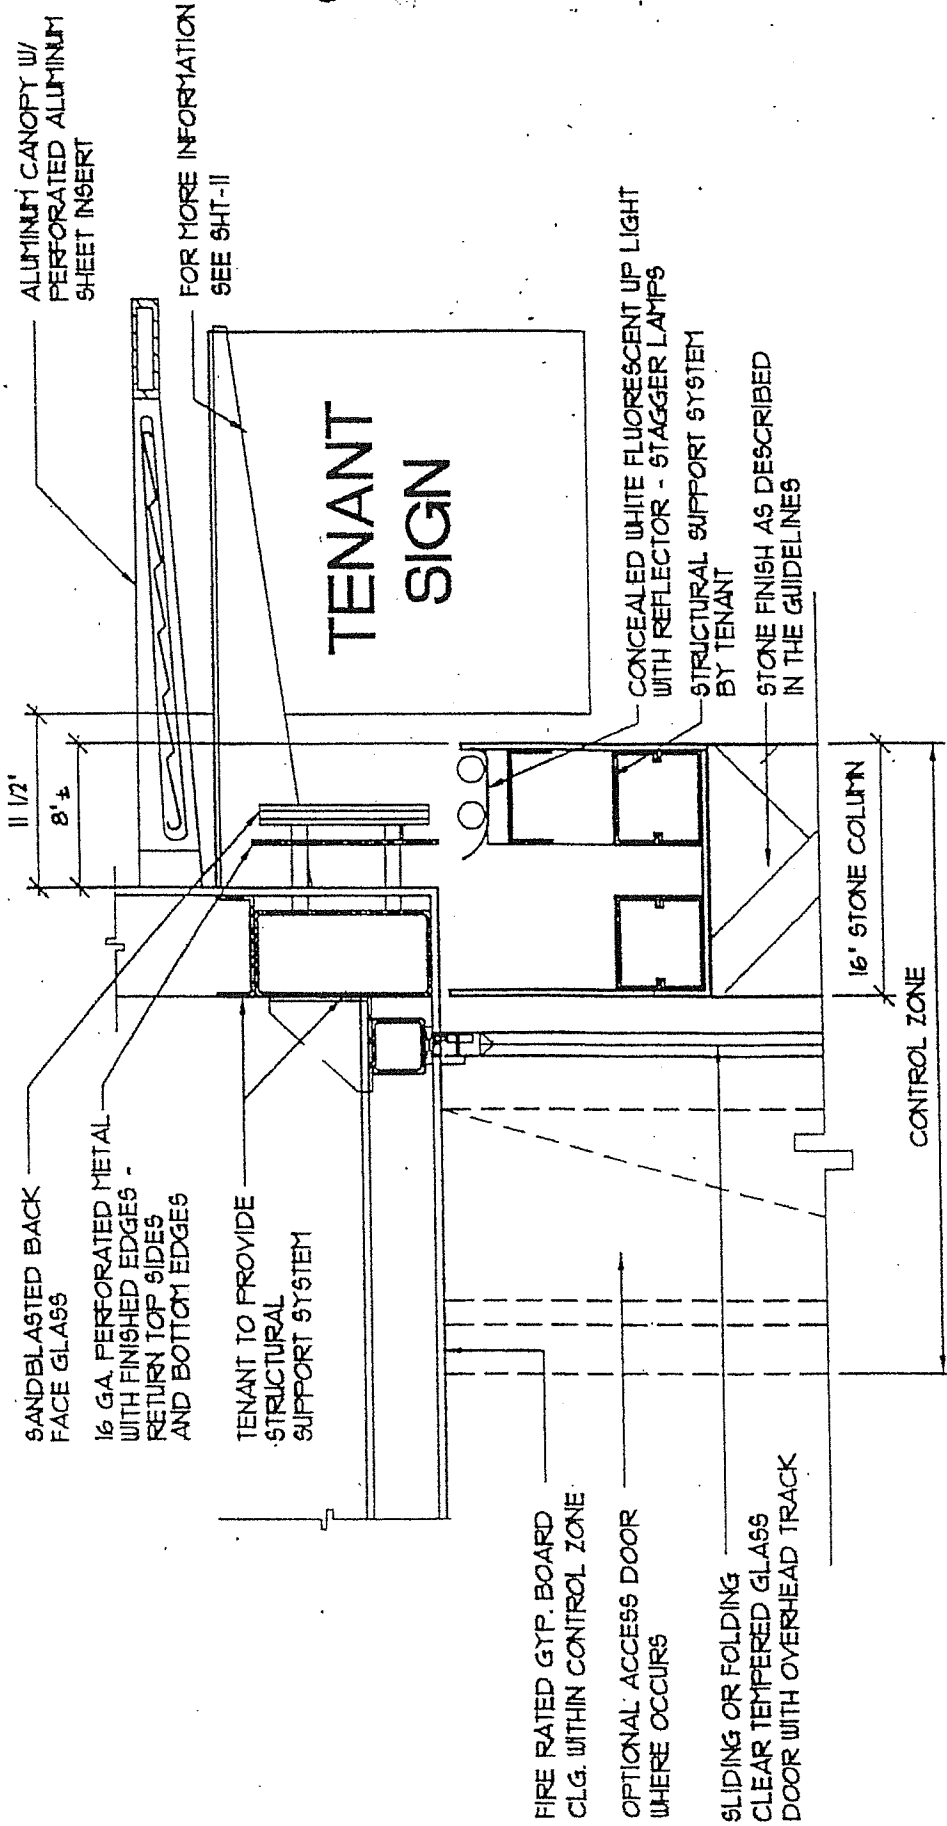 SANDBLASTED BACK
FACE GLASS
16 GA. PERFORATED METAL
WITH FINISHED EDGES -
RETURN TOP SIDES
AND BOTTOM EDGES
TENANT TO PROVIDE
STRUCTURAL
SUPPORT SYSTEM
FIRE RATED GYP. BOARD
CLG. WITHIN CONTROL ZONE
OPTIONAL ACCESS DOOR
WHERE OCCURS
SLIDING OR FOLDING
CLEAR TEMPERED GLASS
DOOR WITH OVERHEAD TRACK
11 1/2"
8"±
ALUMINUM CANOPY W/
PERFORATED ALUMINUM
SHEET INSERT
FOR MORE INFORMATION
SEE SHT-11
TENANT
SIGN
CONCEALED WHITE FLUORESCENT UP LIGHT
WITH REFLECTOR - STAGGER LAMPS
STRUCTURAL SUPPORT SYSTEM
BY TENANT
STONE FINISH AS DESCRIBED
IN THE GUIDELINES
16" STONE COLUMN
CONTROL ZONE